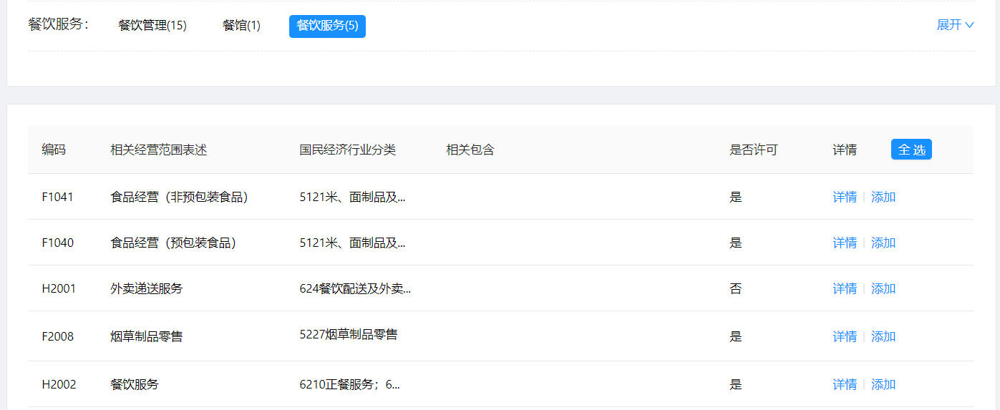 餐饮服务： 餐饮管理(15) 餐馆(1) 餐饮服务(5) 展开
编码 相关经营范围表述 国民经济行业分类 相关包含 是否许可 详情 全 选
F1041 食品经营（非预包装食品） 5121米、面制品及... 是 详情 添加
F1040 食品经营（预包装食品） 5121米、面制品及... 是 详情 添加
H2001 外卖递送服务 624餐饮配送及外卖... 否 详情 添加
F2008 烟草制品零售 5227烟草制品零售 是 详情 添加
H2002 餐饮服务 6210正餐服务；6... 是 详情 添加